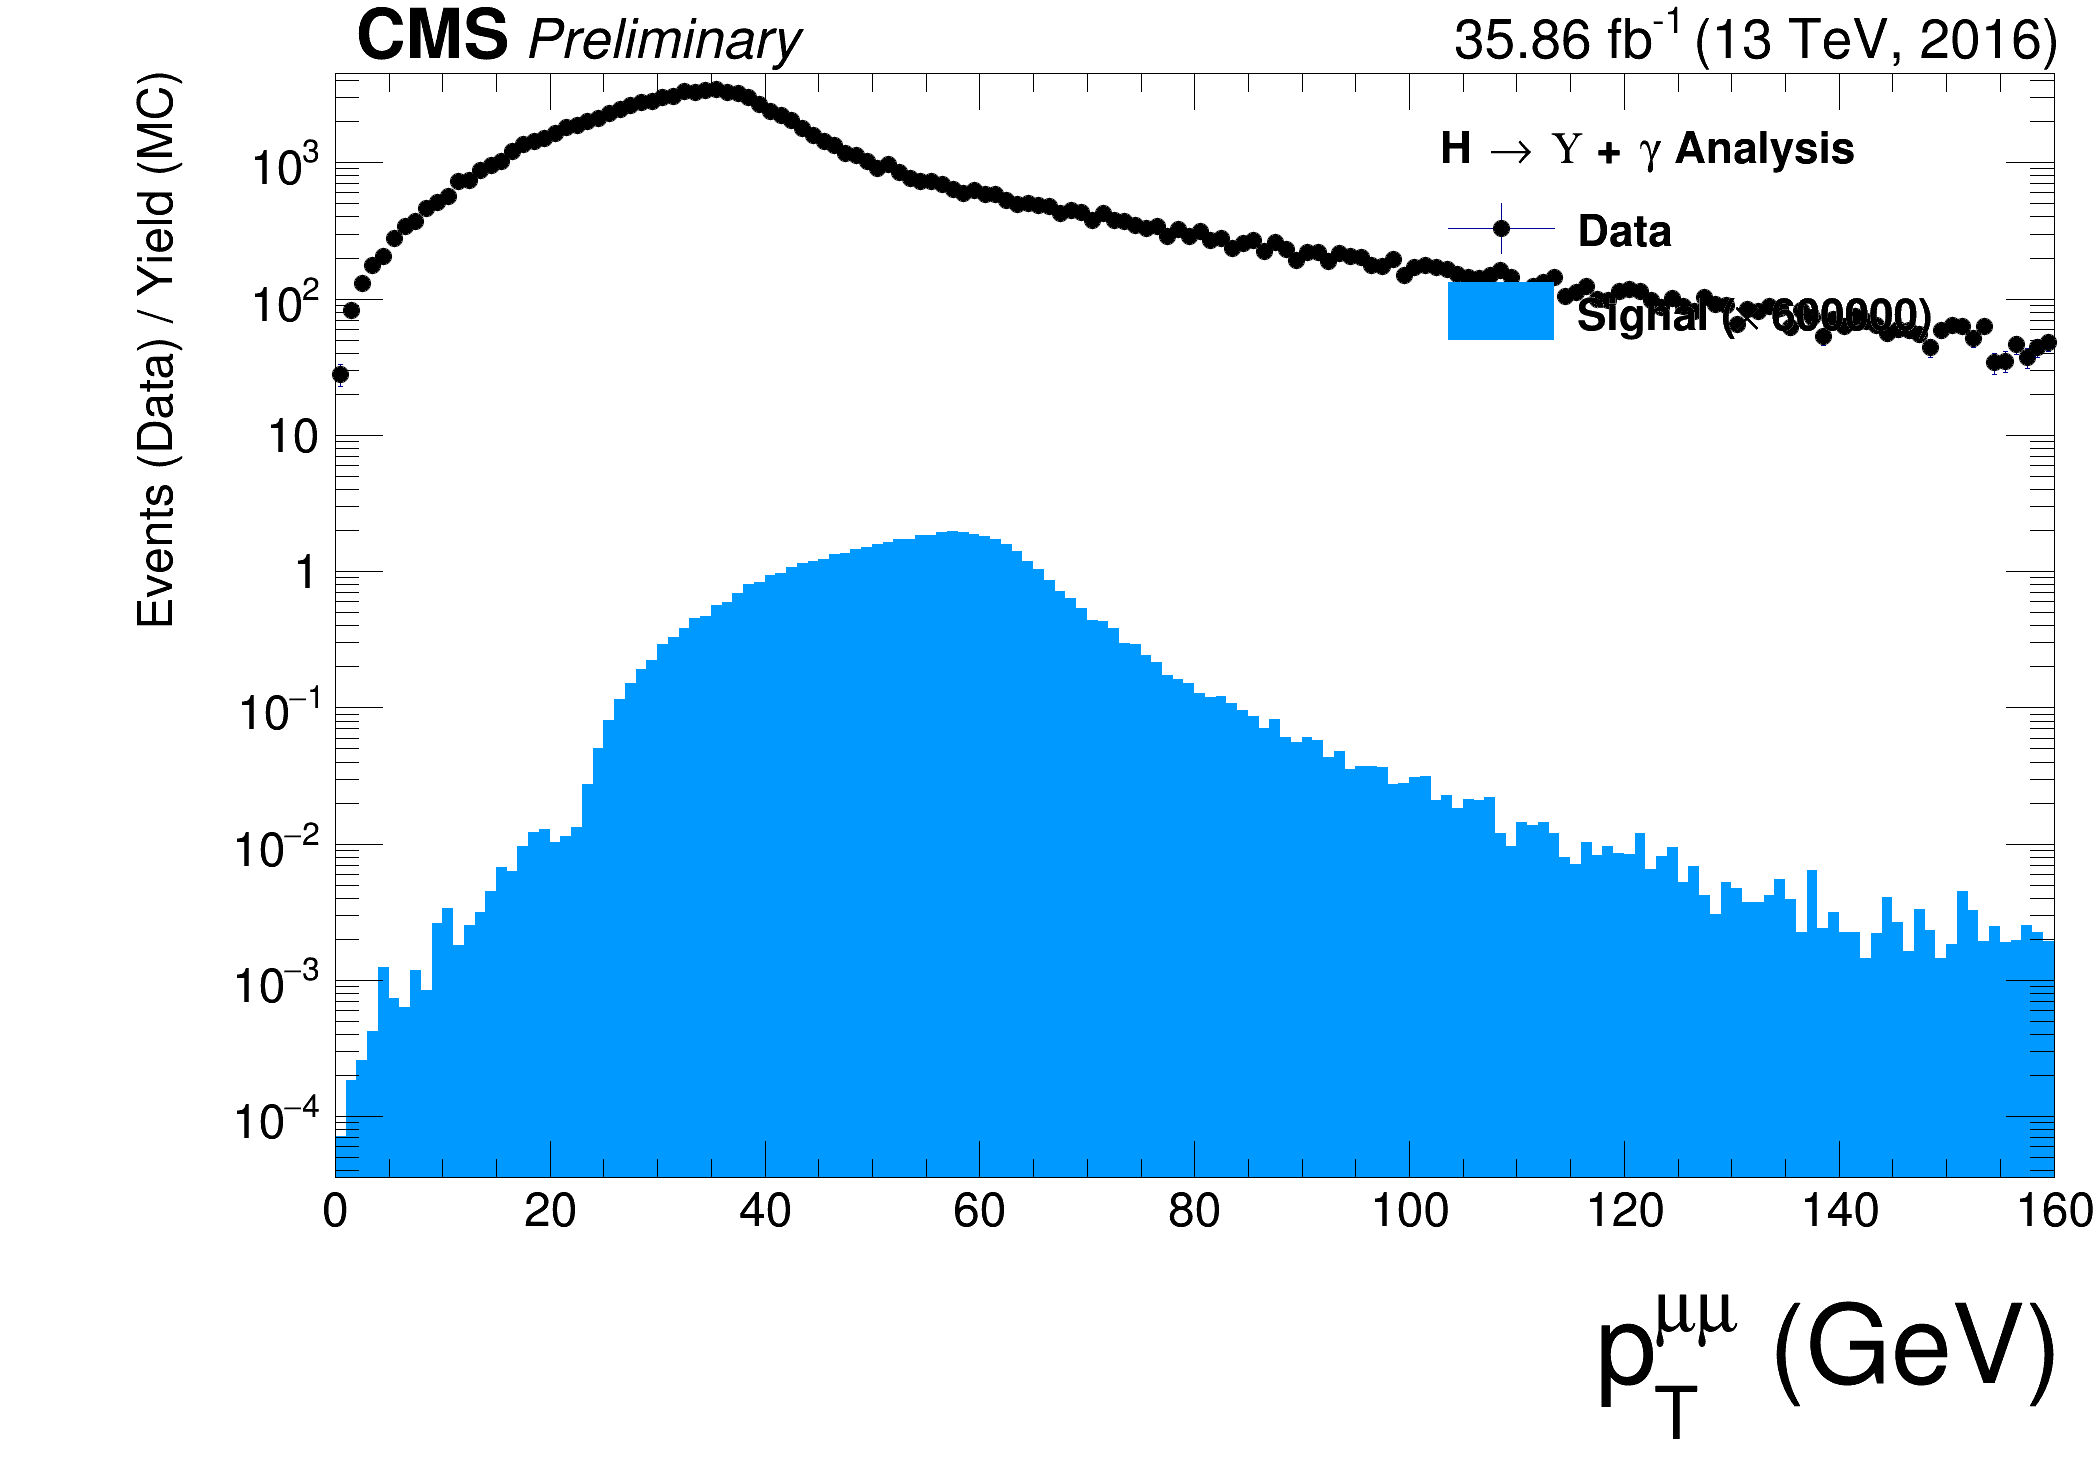 CMS Preliminary 35.86 fb⁻¹ (13 TeV, 2016)
Events (Data) / Yield (MC)
H → Υ + γ Analysis
Data
Signal (× 600000)
10³
10²
10
1
10⁻¹
10⁻²
10⁻³
10⁻⁴
0 20 40 60 80 100 120 140 160
p_T^μμ (GeV)